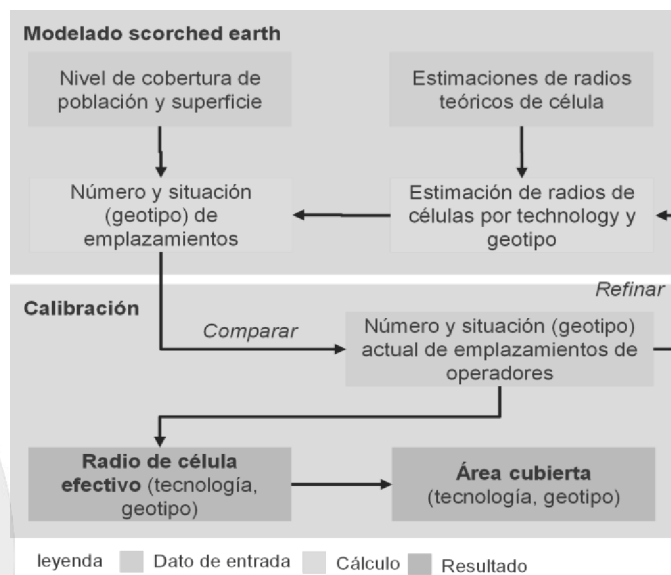 Modelado scorched earth
Nivel de cobertura de
población y superficie
Estimaciones de radios
teóricos de célula
Número y situación
(geotipo) de
emplazamientos
Estimación de radios de
células por technology y
geotipo
Refinar
Calibración
Comparar
Número y situación (geotipo)
actual de emplazamientos de
operadores
Radio de célula
efectivo (tecnología,
geotipo)
Área cubierta
(tecnología, geotipo)
leyenda Dato de entrada Cálculo Resultado